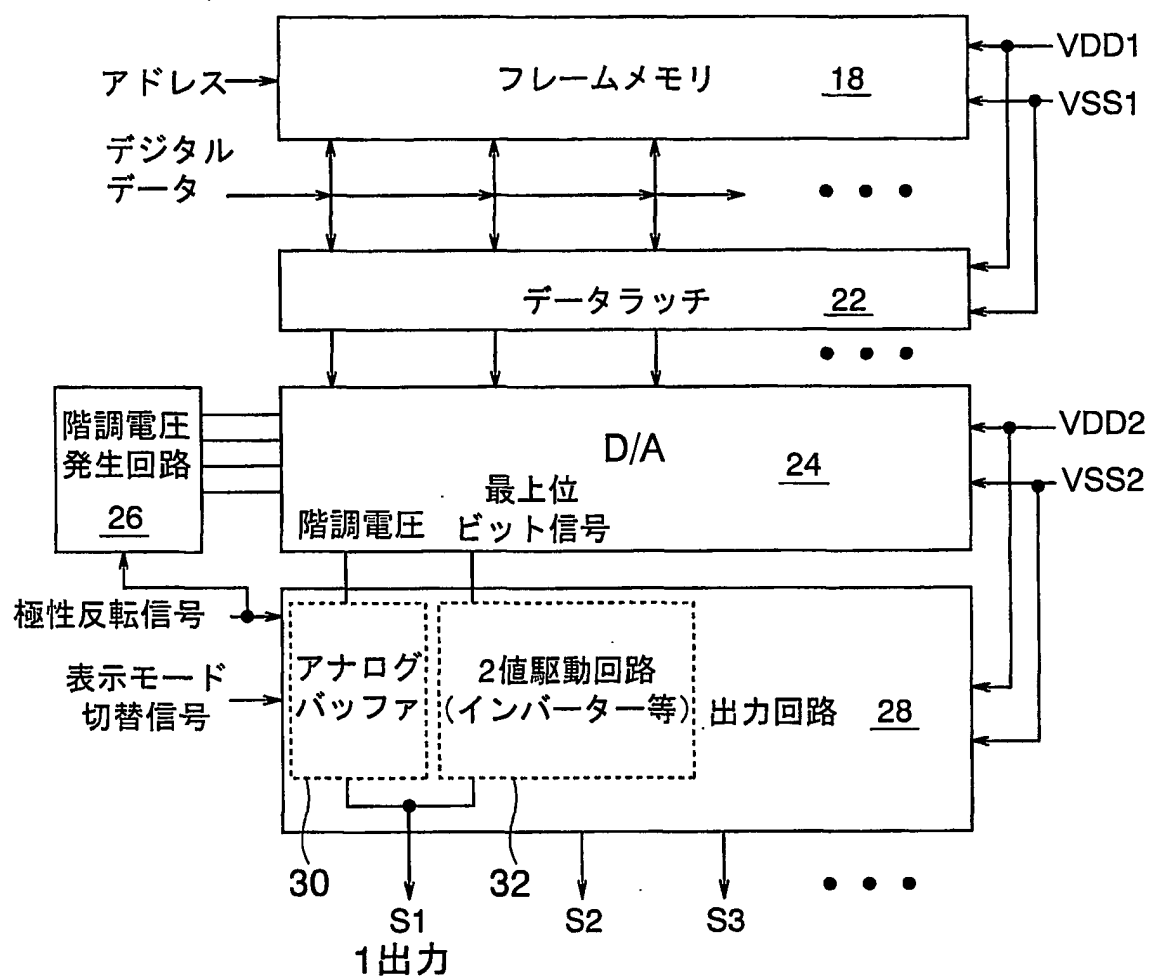 VDD1
アドレス
フレームメモリ 18
VSS1
デジタル
データ
データラッチ 22
階調電圧
発生回路
26
D/A
24
VDD2
VSS2
階調電圧
最上位
ビット信号
極性反転信号
表示モード
切替信号
アナログ
バッファ
2値駆動回路
(インバーター等)
出力回路 28
30
32
S1
1出力
S2
S3